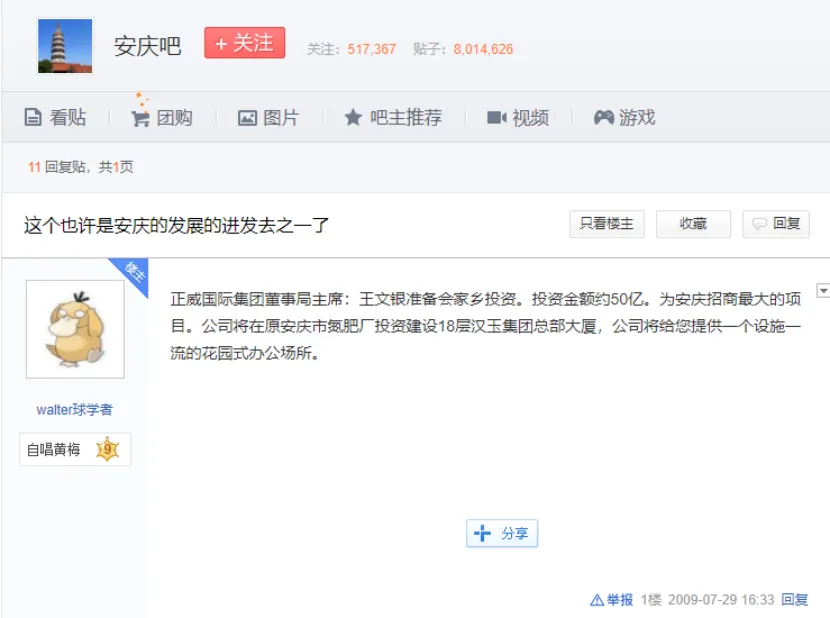 安庆吧
+ 关注
关注：517,367 贴子：8,014,626
看贴
团购
图片
吧主推荐
视频
游戏
11 回复贴，共1页
这个也许是安庆的发展的进发去之一了
只看楼主
收藏
回复
楼主
正威国际集团董事局主席：王文银准备会家乡投资。投资金额约50亿。为安庆招商最大的项
目。公司将在原安庆市氮肥厂投资建设18层汉玉集团总部大厦，公司将给您提供一个设施一
流的花园式办公场所。
walter球学者
自唱黄梅 9
分享
举报 1楼 2009-07-29 16:33 回复